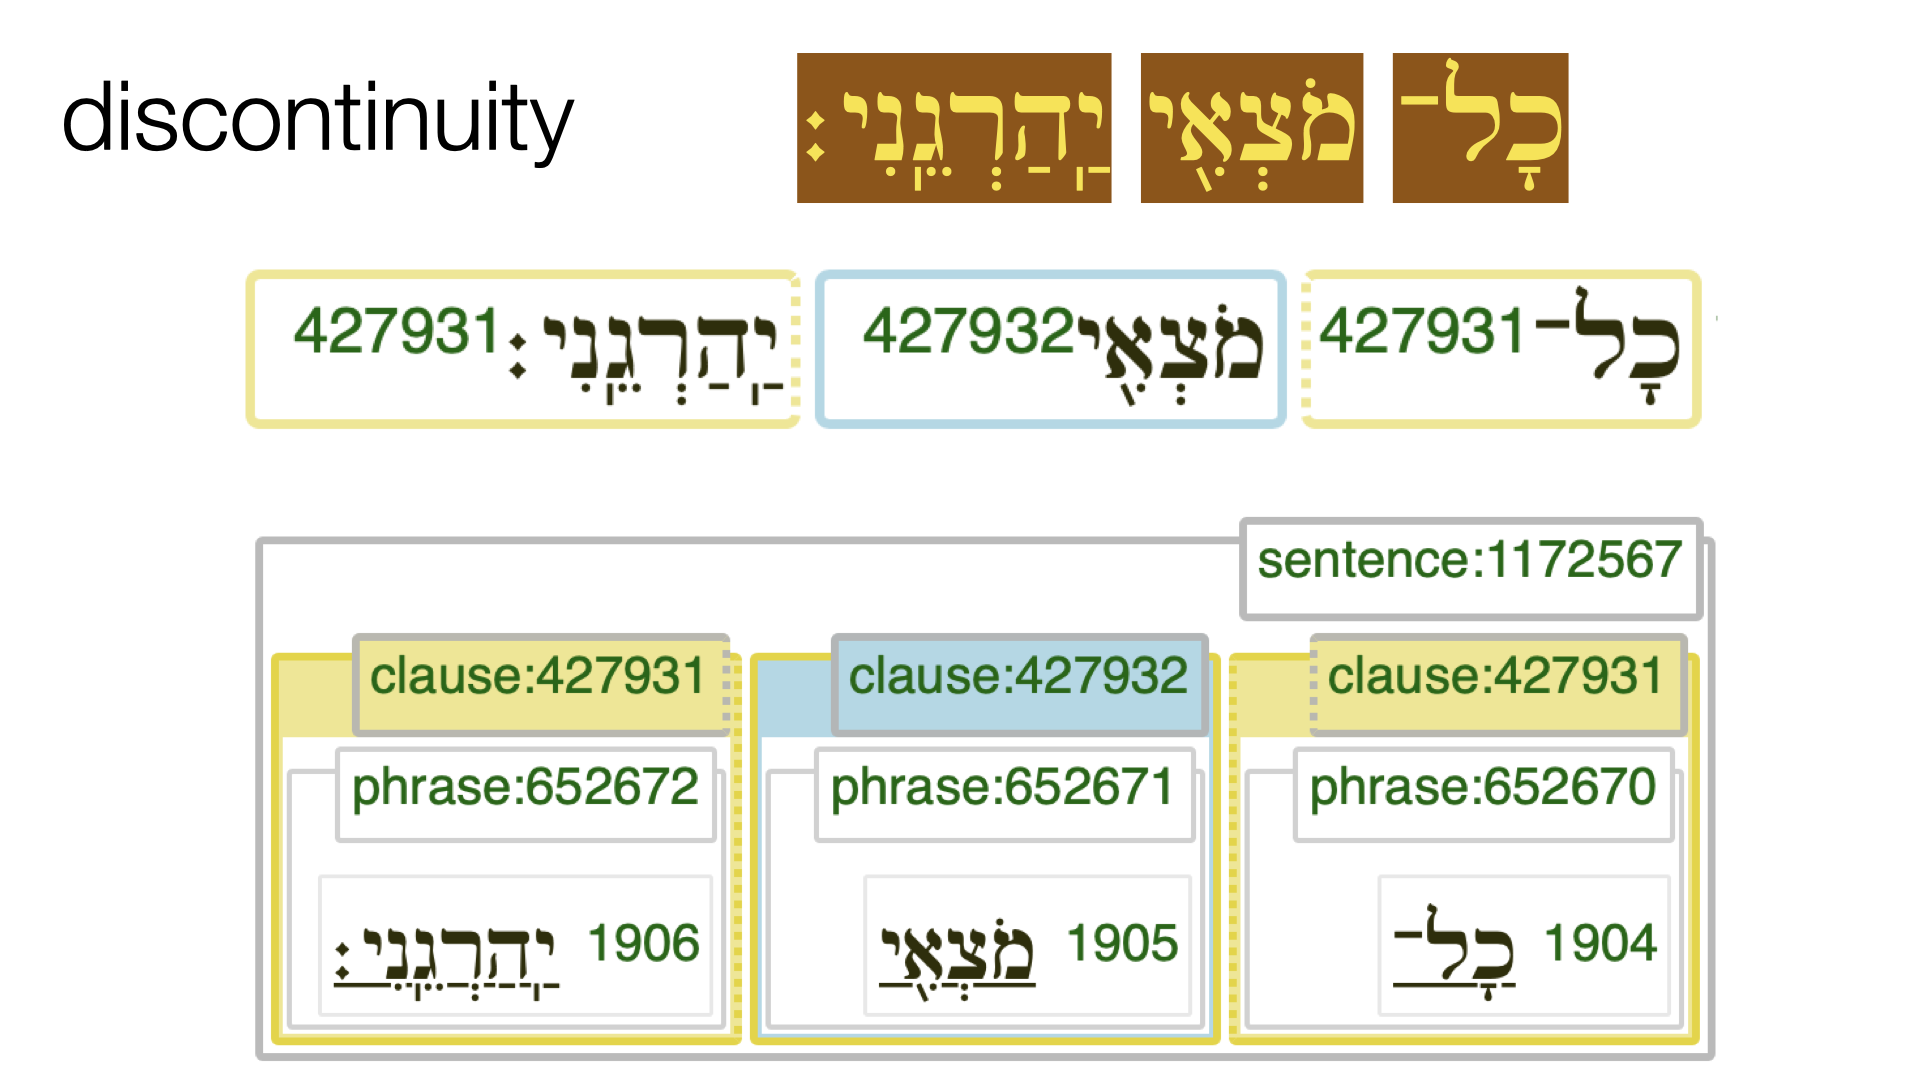 discontinuity
כָל־ מֹצְאִ֖י יַֽהַרְגֵֽנִי׃
כָל־ 427931 מֹצְאִ֖י 427932 יַֽהַרְגֵֽנִי׃ 427931
sentence:1172567
clause:427931 clause:427932 clause:427931
phrase:652670 phrase:652671 phrase:652672
1904 כָל־ 1905 מֹצְאִ֖י 1906 יַֽהַרְגֵֽנִי׃